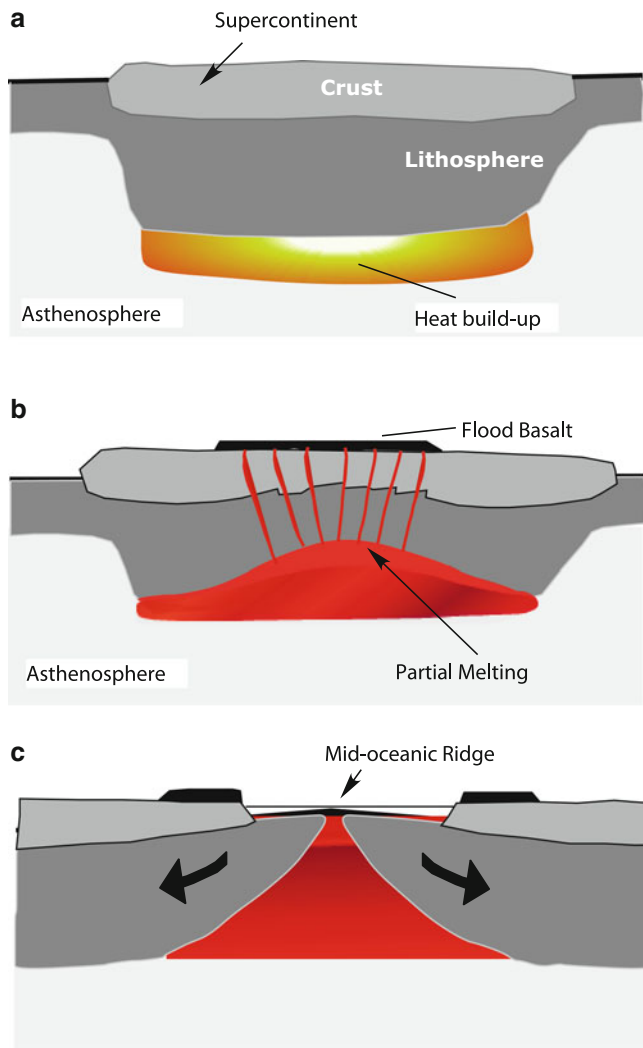 a
Supercontinent
Crust
Lithosphere
Asthenosphere
Heat build-up
b
Flood Basalt
Asthenosphere
Partial Melting
c
Mid-oceanic Ridge